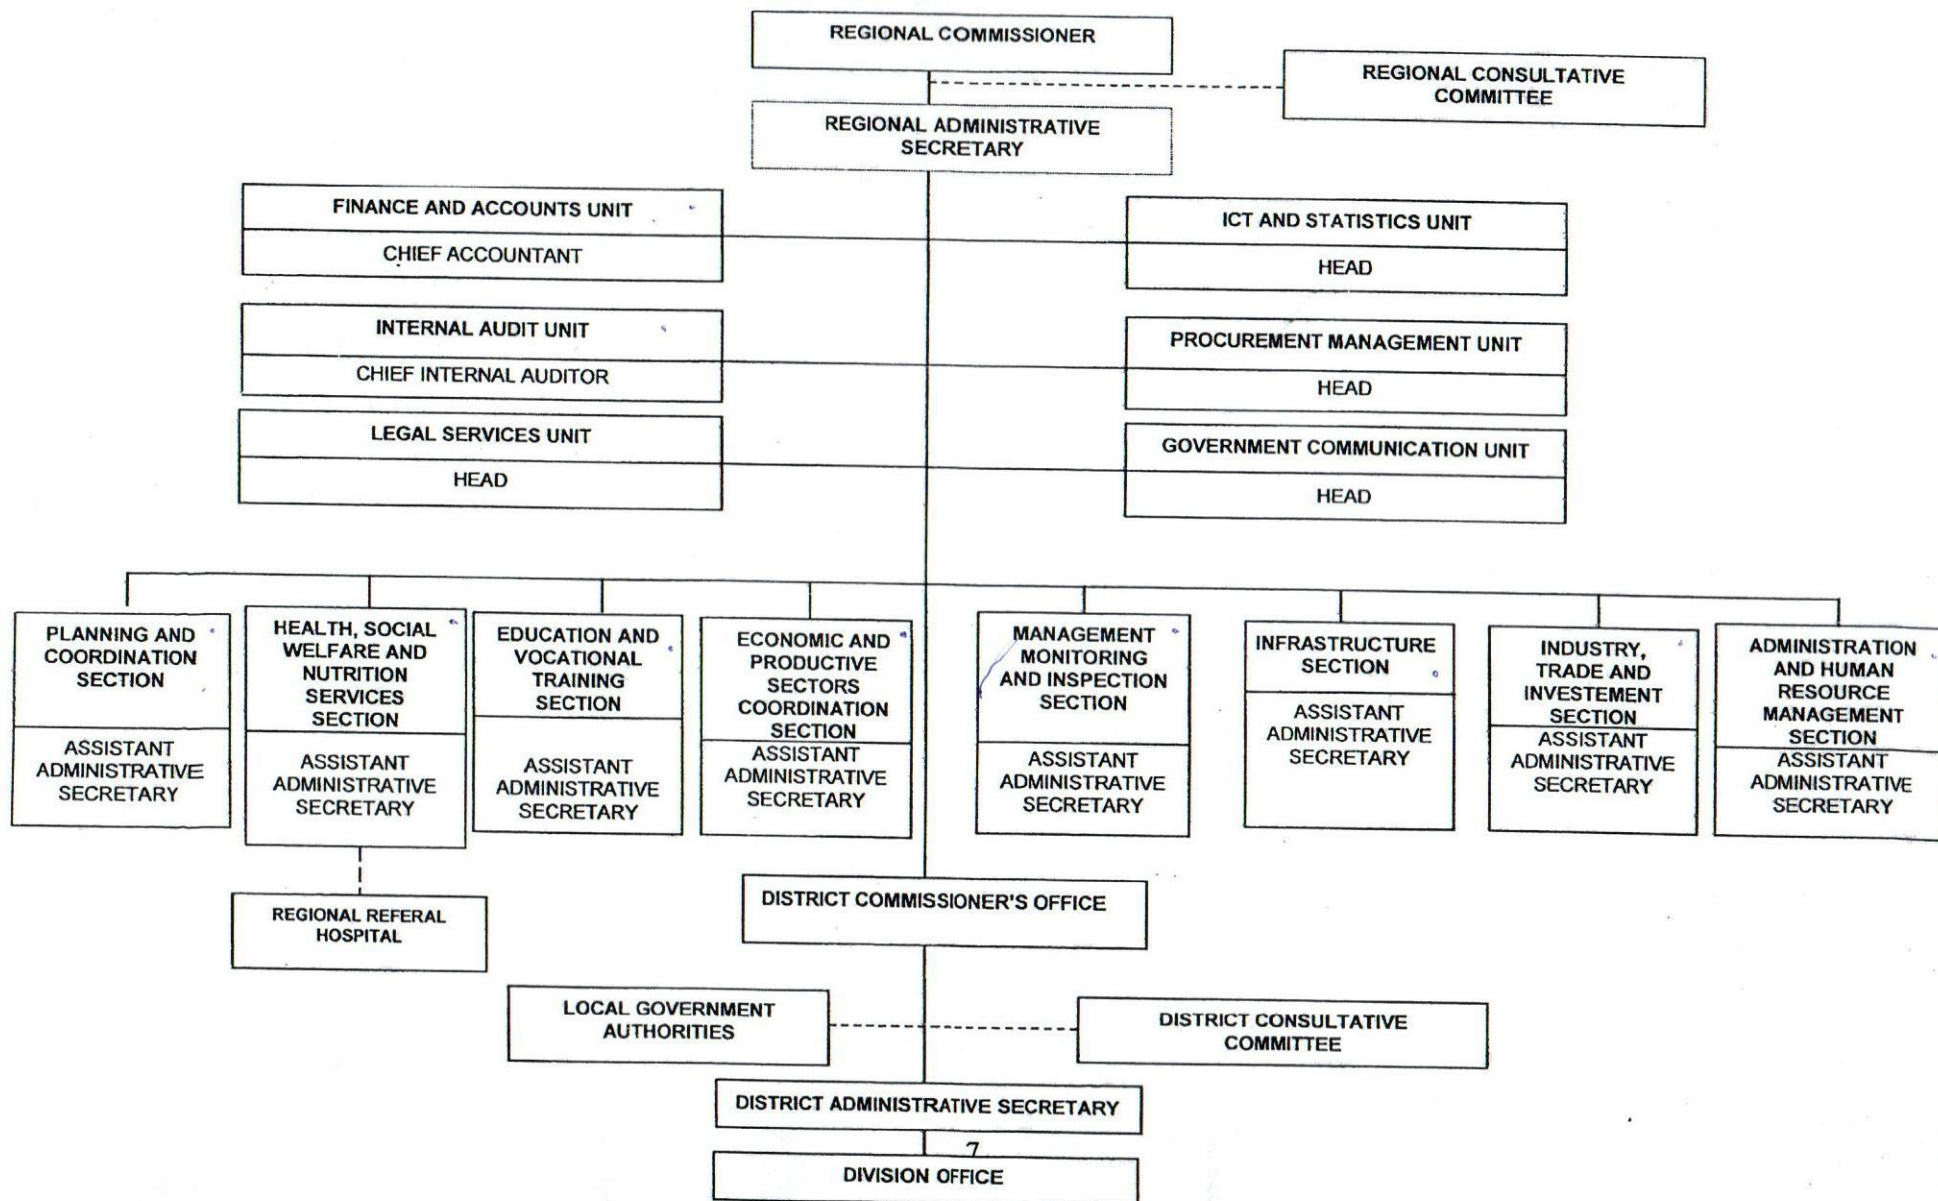 REGIONAL COMMISSIONER
REGIONAL CONSULTATIVE
COMMITTEE
REGIONAL ADMINISTRATIVE
SECRETARY
FINANCE AND ACCOUNTS UNIT
CHIEF ACCOUNTANT
ICT AND STATISTICS UNIT
HEAD
INTERNAL AUDIT UNIT
CHIEF INTERNAL AUDITOR
PROCUREMENT MANAGEMENT UNIT
HEAD
LEGAL SERVICES UNIT
HEAD
GOVERNMENT COMMUNICATION UNIT
HEAD
PLANNING AND
COORDINATION
SECTION
ASSISTANT
ADMINISTRATIVE
SECRETARY
HEALTH, SOCIAL
WELFARE AND
NUTRITION
SERVICES
SECTION
ASSISTANT
ADMINISTRATIVE
SECRETARY
EDUCATION AND
VOCATIONAL
TRAINING
SECTION
ASSISTANT
ADMINISTRATIVE
SECRETARY
ECONOMIC AND
PRODUCTIVE
SECTORS
COORDINATION
SECTION
ASSISTANT
ADMINISTRATIVE
SECRETARY
MANAGEMENT
MONITORING
AND INSPECTION
SECTION
ASSISTANT
ADMINISTRATIVE
SECRETARY
INFRASTRUCTURE
SECTION
ASSISTANT
ADMINISTRATIVE
SECRETARY
INDUSTRY,
TRADE AND
INVESTEMENT
SECTION
ASSISTANT
ADMINISTRATIVE
SECRETARY
ADMINISTRATION
AND HUMAN
RESOURCE
MANAGEMENT
SECTION
ASSISTANT
ADMINISTRATIVE
SECRETARY
REGIONAL REFERAL
HOSPITAL
DISTRICT COMMISSIONER'S OFFICE
LOCAL GOVERNMENT
AUTHORITIES
DISTRICT CONSULTATIVE
COMMITTEE
DISTRICT ADMINISTRATIVE SECRETARY
7
DIVISION OFFICE